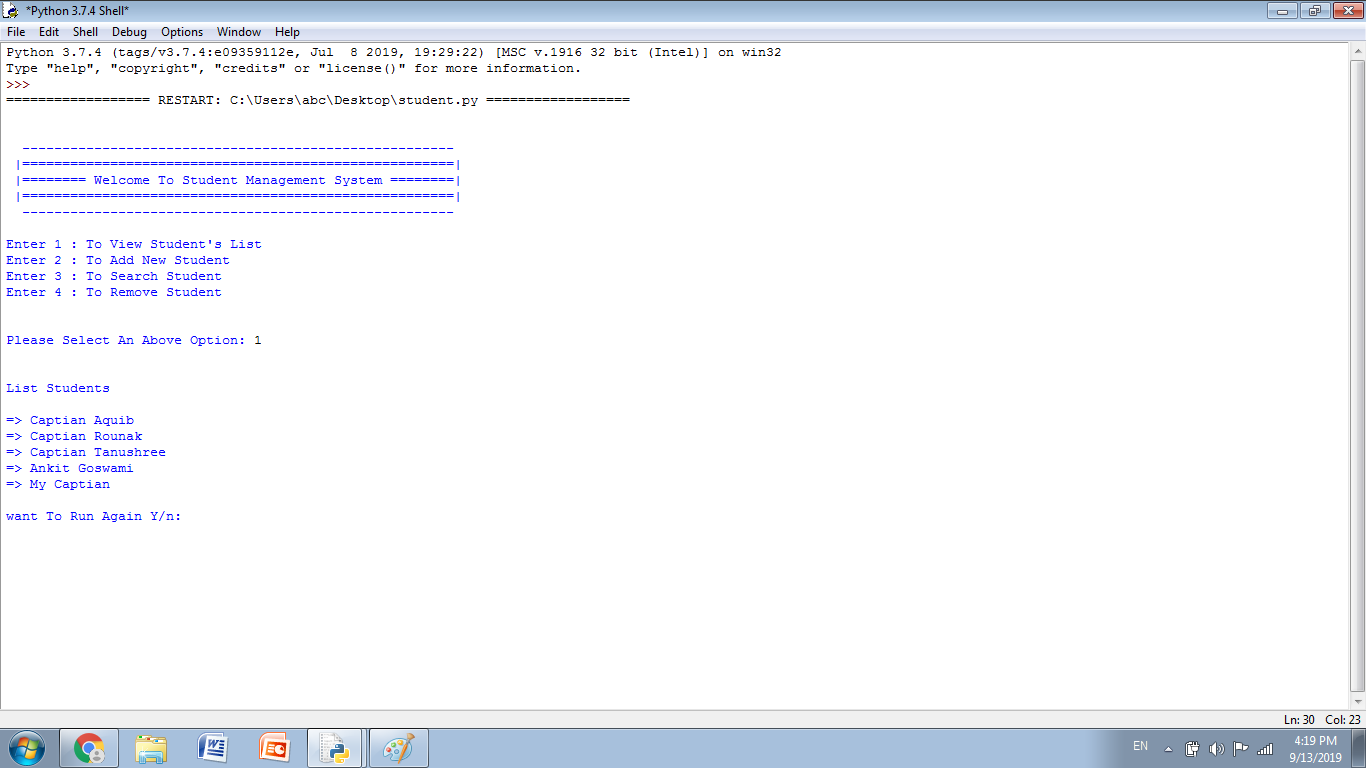 *Python 3.7.4 Shell*
File Edit Shell Debug Options Window Help
Python 3.7.4 (tags/v3.7.4:e09359112e, Jul  8 2019, 19:29:22) [MSC v.1916 32 bit (Intel)] on win32
Type "help", "copyright", "credits" or "license()" for more information.
>>>
================== RESTART: C:\Users\abc\Desktop\student.py ==================
------------------------------------------------------
|======================================================|
|======== Welcome To Student Management System ========|
|======================================================|
------------------------------------------------------
Enter 1 : To View Student's List
Enter 2 : To Add New Student
Enter 3 : To Search Student
Enter 4 : To Remove Student
Please Select An Above Option: 1
List Students
=> Captian Aquib
=> Captian Rounak
=> Captian Tanushree
=> Ankit Goswami
=> My Captian
want To Run Again Y/n:
Ln: 30 Col: 23
EN
4:19 PM
9/13/2019